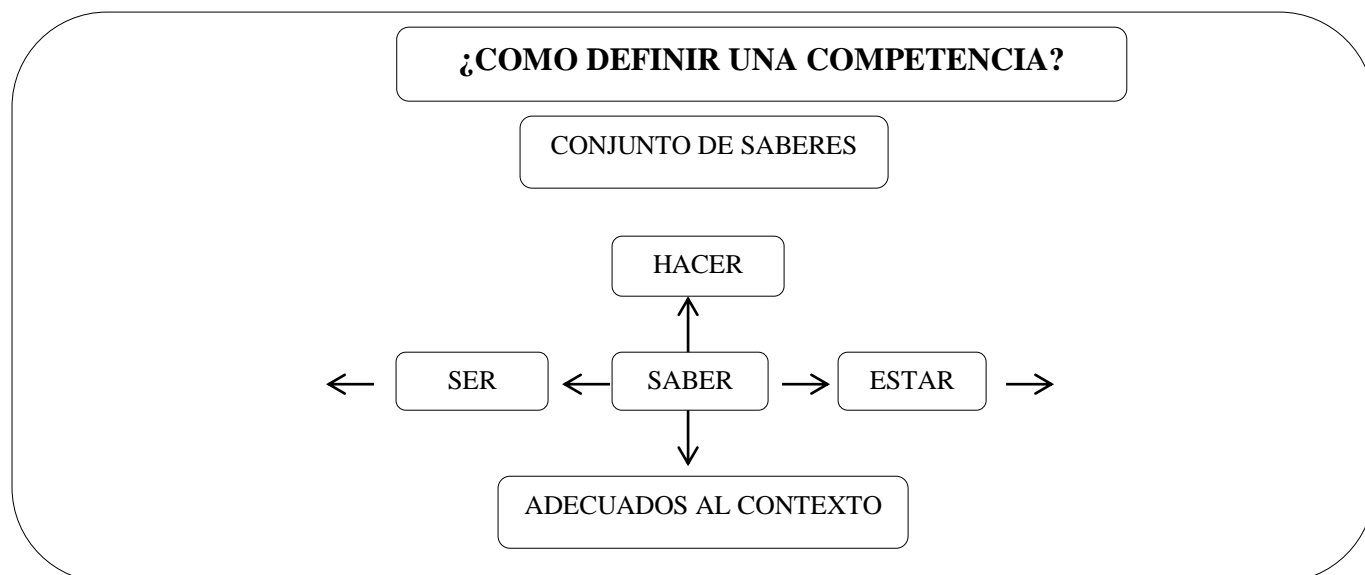 ¿COMO DEFINIR UNA COMPETENCIA?
CONJUNTO DE SABERES
HACER
SER
SABER
ESTAR
ADECUADOS AL CONTEXTO